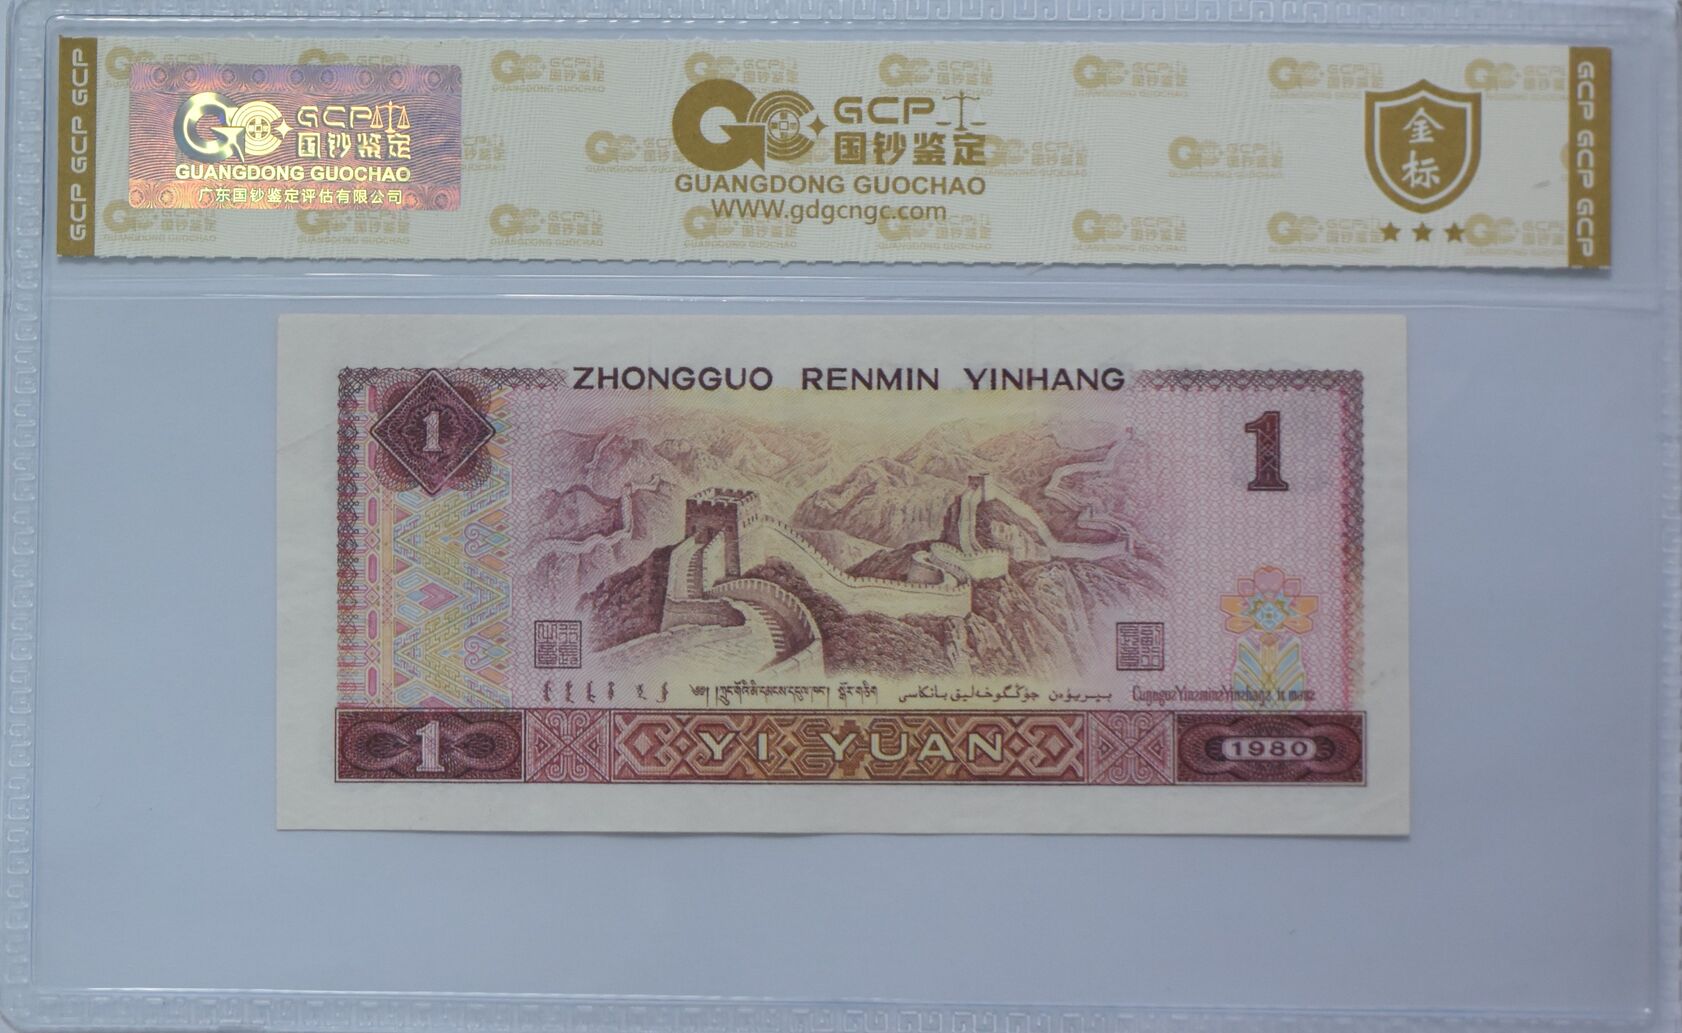 GCP GCP GCP
GCP
国钞鉴定
GUANGDONG GUOCHAO
广东国钞鉴定评估有限公司
GCP
国钞鉴定
GUANGDONG GUOCHAO
WWW.gdgcngc.com
金
标
GCP GCP GCP
ZHONGGUO RENMIN YINHANG
1
1
1
YI YUAN
1980